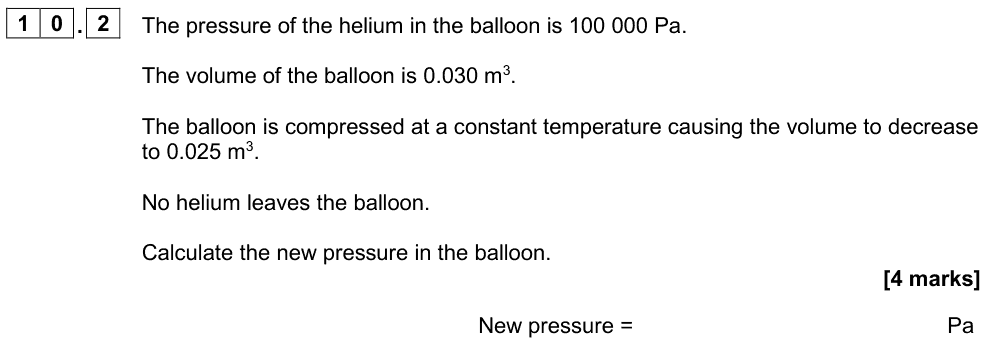 10.2 The pressure of the helium in the balloon is 100 000 Pa.
The volume of the balloon is 0.030 m³.
The balloon is compressed at a constant temperature causing the volume to decrease
to 0.025 m³.
No helium leaves the balloon.
Calculate the new pressure in the balloon.
[4 marks]
New pressure = Pa